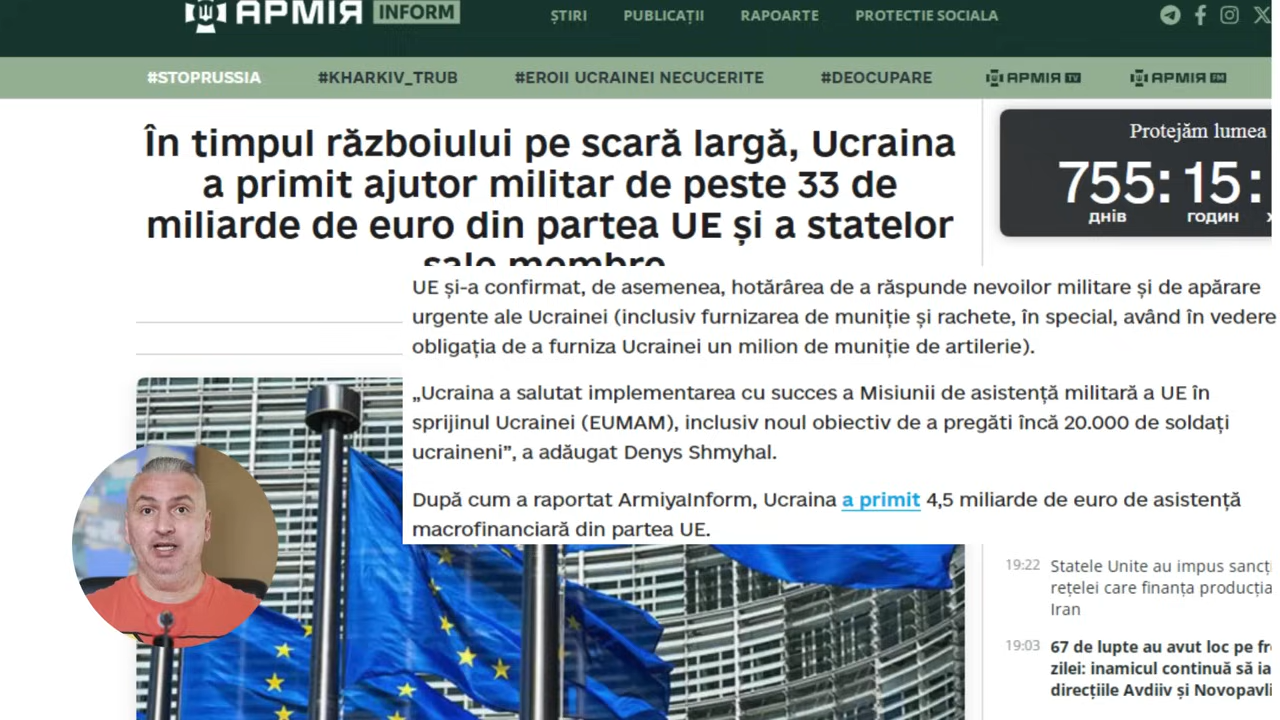 АРМІЯ INFORM
ȘTIRI PUBLICAȚII RAPOARTE PROTECTIE SOCIALA
#STOPRUSSIA #KHARKIV_TRUB #EROII UCRAINEI NECUCERITE #DEOCUPARE АРМІЯ TV АРМІЯ FM
În timpul războiului pe scară largă, Ucraina
a primit ajutor militar de peste 33 de
miliarde de euro din partea UE și a statelor
sale membre
Protejăm lumea
755: 15:
днів годин
UE și-a confirmat, de asemenea, hotărârea de a răspunde nevoilor militare și de apărare
urgente ale Ucrainei (inclusiv furnizarea de muniție și rachete, în special, având în vedere
obligația de a furniza Ucrainei un milion de muniție de artilerie).
„Ucraina a salutat implementarea cu succes a Misiunii de asistență militară a UE în
sprijinul Ucrainei (EUMAM), inclusiv noul obiectiv de a pregăti încă 20.000 de soldați
ucraineni”, a adăugat Denys Shmyhal.
După cum a raportat ArmiyaInform, Ucraina a primit 4,5 miliarde de euro de asistență
macrofinanciară din partea UE.
19:22 Statele Unite au impus sancți
rețelei care finanța producția
Iran
19:03 67 de lupte au avut loc pe fr
zilei: inamicul continuă să ia
direcțiile Avdiiv și Novopavli